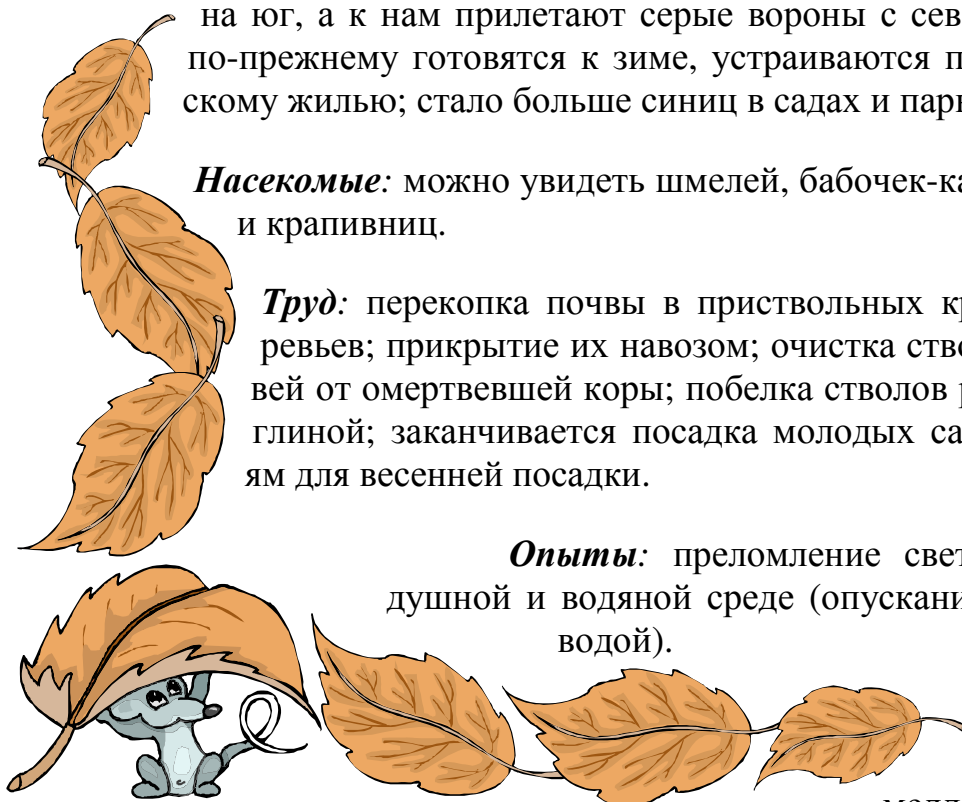 на юг, а к нам прилетают серые вороны с сев
по-прежнему готовятся к зиме, устраиваются п
скому жилью; стало больше синиц в садах и пар
Насекомые: можно увидеть шмелей, бабочек-ка
и крапивниц.
Труд: перекопка почвы в приствольных кр
ревьев; прикрытие их навозом; очистка ство
вей от омертвевшей коры; побелка стволов р
глиной; заканчивается посадка молодых са
ям для весенней посадки.
Опыты: преломление свет
душной и водяной среде (опускани
водой).